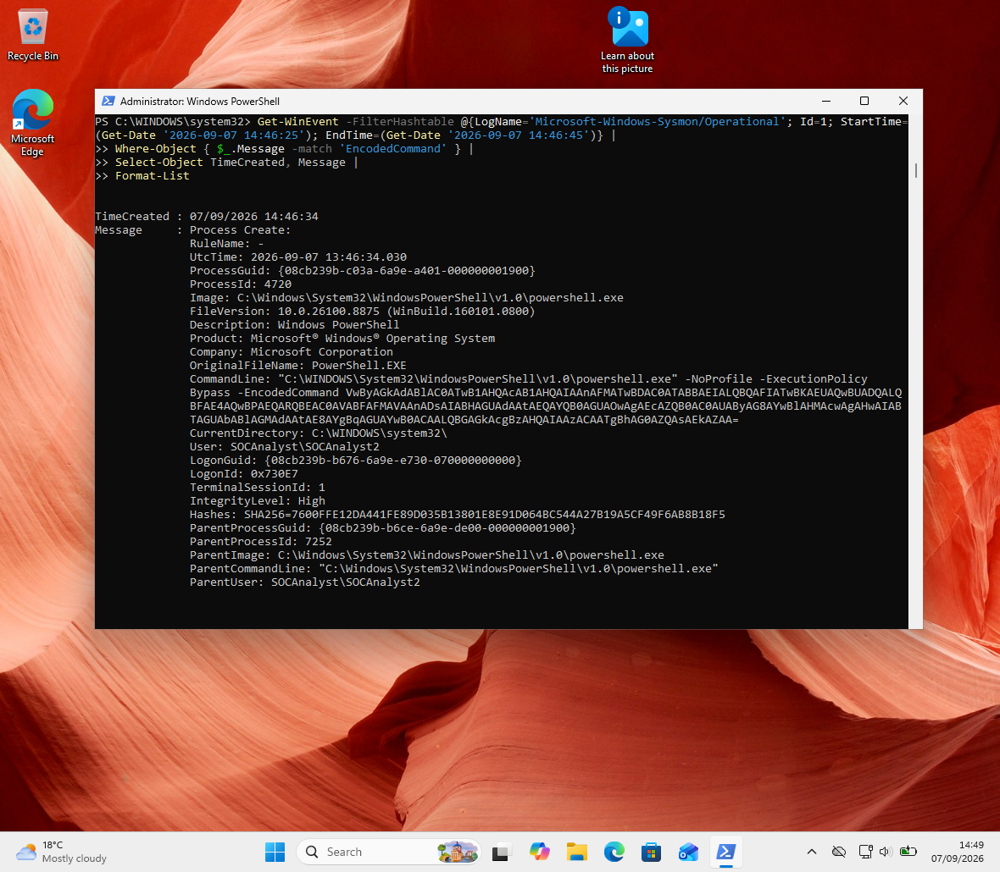 Recycle Bin
Learn about
this picture
Microsoft
Edge
Administrator: Windows PowerShell
PS C:\WINDOWS\system32> Get-WinEvent -FilterHashtable @{LogName='Microsoft-Windows-Sysmon/Operational'; Id=1; StartTime=
(Get-Date '2026-09-07 14:46:25'); EndTime=(Get-Date '2026-09-07 14:46:45')} |
>> Where-Object { $_.Message -match 'EncodedCommand' } |
>> Select-Object TimeCreated, Message |
>> Format-List
TimeCreated : 07/09/2026 14:46:34
Message     : Process Create:
RuleName: -
UtcTime: 2026-09-07 13:46:34.030
ProcessGuid: {08cb239b-c03a-6a9e-a401-000000001900}
ProcessId: 4720
Image: C:\Windows\System32\WindowsPowerShell\v1.0\powershell.exe
FileVersion: 10.0.26100.8875 (WinBuild.160101.0800)
Description: Windows PowerShell
Product: Microsoft® Windows® Operating System
Company: Microsoft Corporation
OriginalFileName: PowerShell.EXE
CommandLine: "C:\WINDOWS\System32\WindowsPowerShell\v1.0\powershell.exe" -NoProfile -ExecutionPolicy
Bypass -EncodedCommand VwByAGkAdABlAC0ATwB1AHQAcAB1AHQAIAAnAFMATwBDAC0ATABBAEIALQBQAFIATwBKAEUAQwBUADQALQ
BFAE4AQwBPAEQARQBEAC0AVABFAFMAVAAnADsAIABHAGUAdAAtAEQAYQB0AGUAOwAgAEcAZQB0AC0AUAByAG8AYwBlAHMAcwAgAHwAIABT
TAGUAbABlAGMAdAAtAE8AYgBqAGUAYwB0ACAALQBGAGkAcgBzAHQAIAAzACAATgBhAG0AZQAsAEkAZAA=
CurrentDirectory: C:\WINDOWS\system32\
User: SOCAnalyst\SOCAnalyst2
LogonGuid: {08cb239b-b676-6a9e-e730-070000000000}
LogonId: 0x730E7
TerminalSessionId: 1
IntegrityLevel: High
Hashes: SHA256=7600FFE12DA441FE89D035B13801E8E91D064BC544A27B19A5CF49F6AB8B18F5
ParentProcessGuid: {08cb239b-b6ce-6a9e-de00-000000001900}
ParentProcessId: 7252
ParentImage: C:\Windows\System32\WindowsPowerShell\v1.0\powershell.exe
ParentCommandLine: "C:\Windows\System32\WindowsPowerShell\v1.0\powershell.exe"
ParentUser: SOCAnalyst\SOCAnalyst2
18°C
Mostly cloudy
Search
14:49
07/09/2026